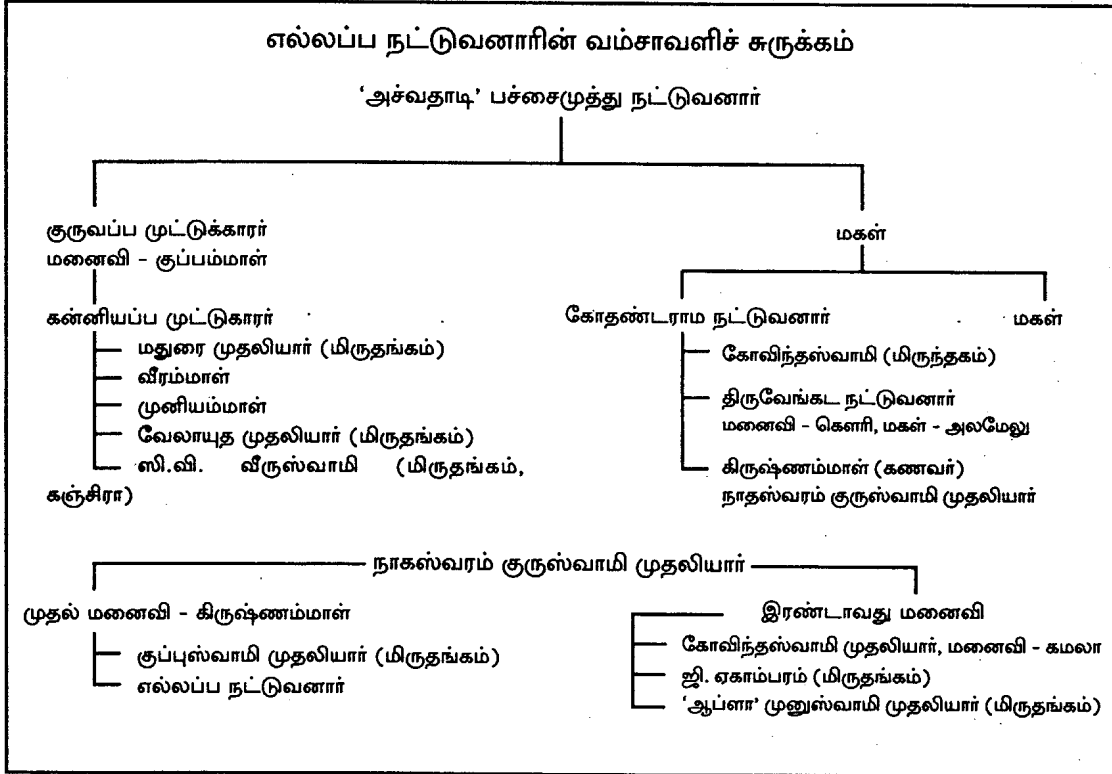 எல்லப்ப நட்டுவனாரின் வம்சாவளிச் சுருக்கம்
‘அச்வதாடி’ பச்சைமுத்து நட்டுவனார்
குருவப்ப முட்டுக்காரர்
மனைவி - குப்பம்மாள்
மகள்
கன்னியப்ப முட்டுகாரர்
மதுரை முதலியார் (மிருதங்கம்)
வீரம்மாள்
முனியம்மாள்
வேலாயுத முதலியார் (மிருதங்கம்)
ஸி.வி. வீருஸ்வாமி (மிருதங்கம்,
கஞ்சிரா)
கோதண்டராம நட்டுவனார்
மகள்
கோவிந்தஸ்வாமி (மிருந்தகம்)
திருவேங்கட நட்டுவனார்
மனைவி - கௌரி, மகள் - அலமேலு
கிருஷ்ணம்மாள் (கணவர்)
நாதஸ்வரம் குருஸ்வாமி முதலியார்
நாகஸ்வரம் குருஸ்வாமி முதலியார்
முதல் மனைவி - கிருஷ்ணம்மாள்
குப்புஸ்வாமி முதலியார் (மிருதங்கம்)
எல்லப்ப நட்டுவனார்
இரண்டாவது மனைவி
கோவிந்தஸ்வாமி முதலியார், மனைவி - கமலா
ஜி. ஏகாம்பரம் (மிருதங்கம்)
‘ஆப்ளா’ முனுஸ்வாமி முதலியார் (மிருதங்கம்)